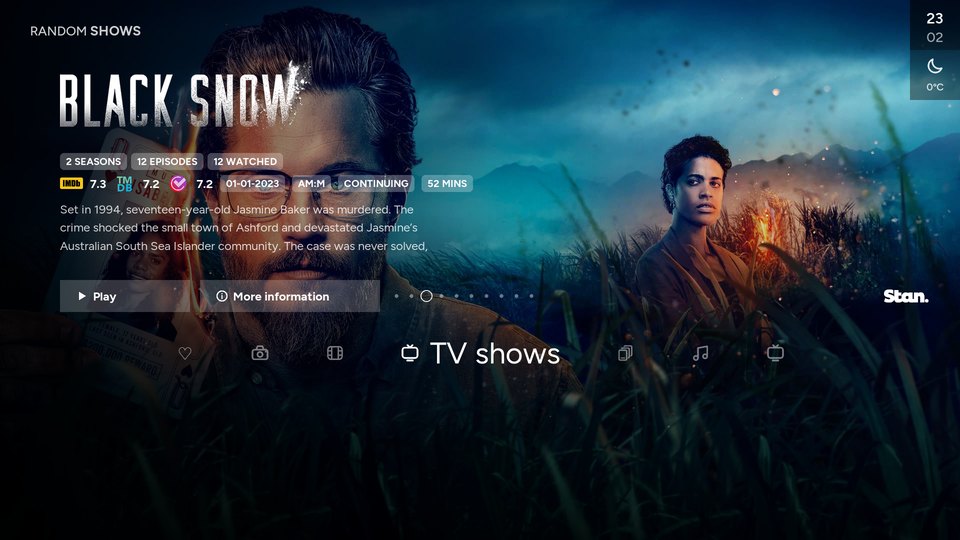 RANDOM SHOWS
23
02
0°C
BLACK SNOW
2 SEASONS 12 EPISODES 12 WATCHED
IMDb 7.3 TMDB 7.2 7.2 01-01-2023 AM:M CONTINUING 52 MINS
Set in 1994, seventeen-year-old Jasmine Baker was murdered. The
crime shocked the small town of Ashford and devastated Jasmine's
Australian South Sea Islander community. The case was never solved,
Play More information
Stan.
TV shows